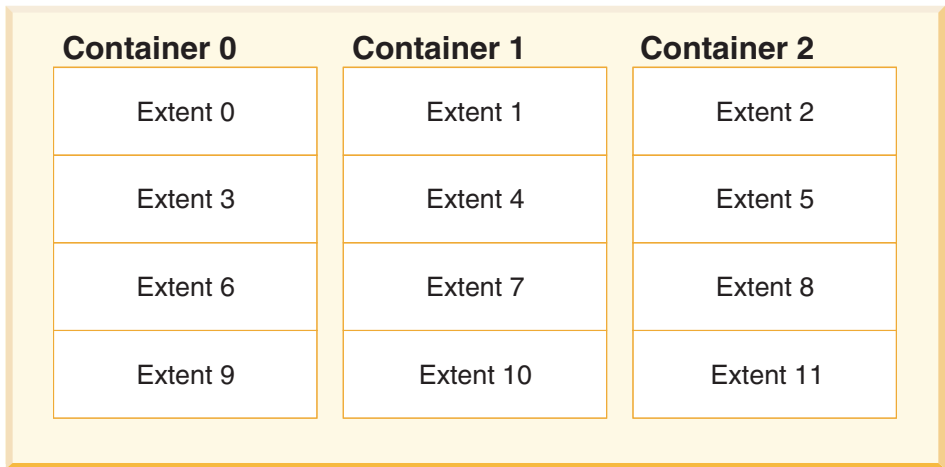 Container 0 Container 1 Container 2
Extent 0 Extent 1 Extent 2
Extent 3 Extent 4 Extent 5
Extent 6 Extent 7 Extent 8
Extent 9 Extent 10 Extent 11